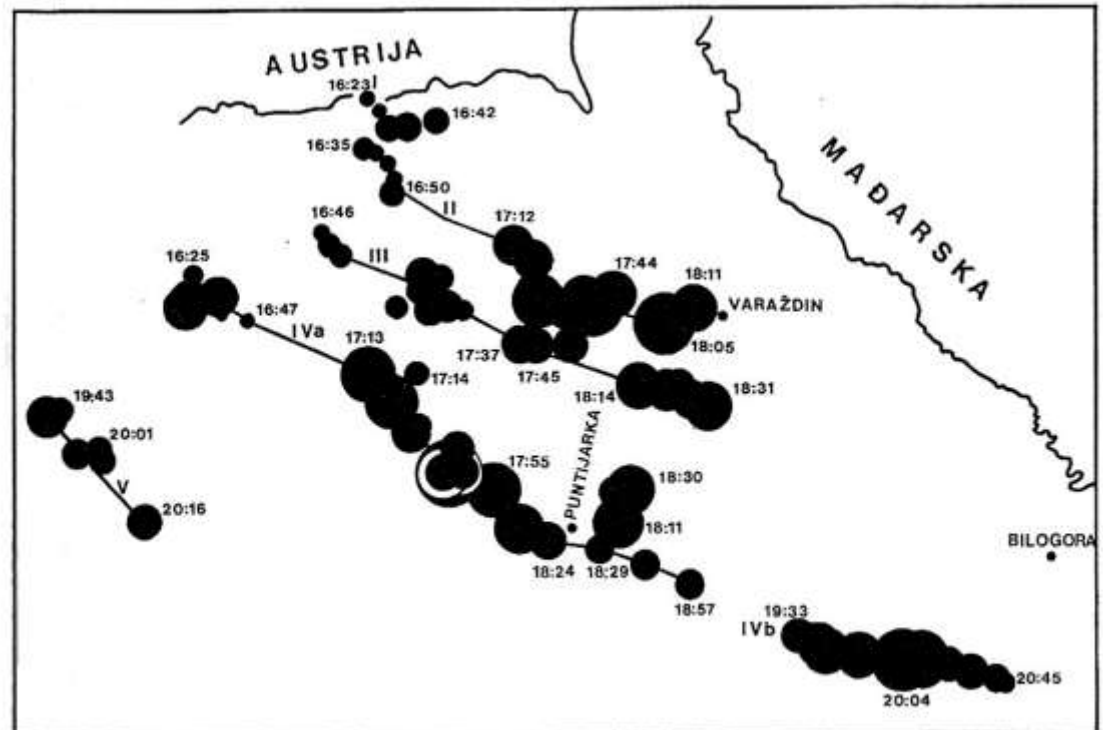 AUSTRIJA
16:23
I
16:42
16:35
16:50
II
MAĐARSKA
16:46
17:12
III
16:25
17:44
18:11
16:47
VARAŽDIN
IVa
17:13
18:05
17:37
17:14
17:45
18:14
18:31
19:43
20:01
PUNTIJARKA
V
17:55
18:30
20:16
18:11
BILOGORA
18:24
18:29
18:57
19:33
IVb
20:45
20:04